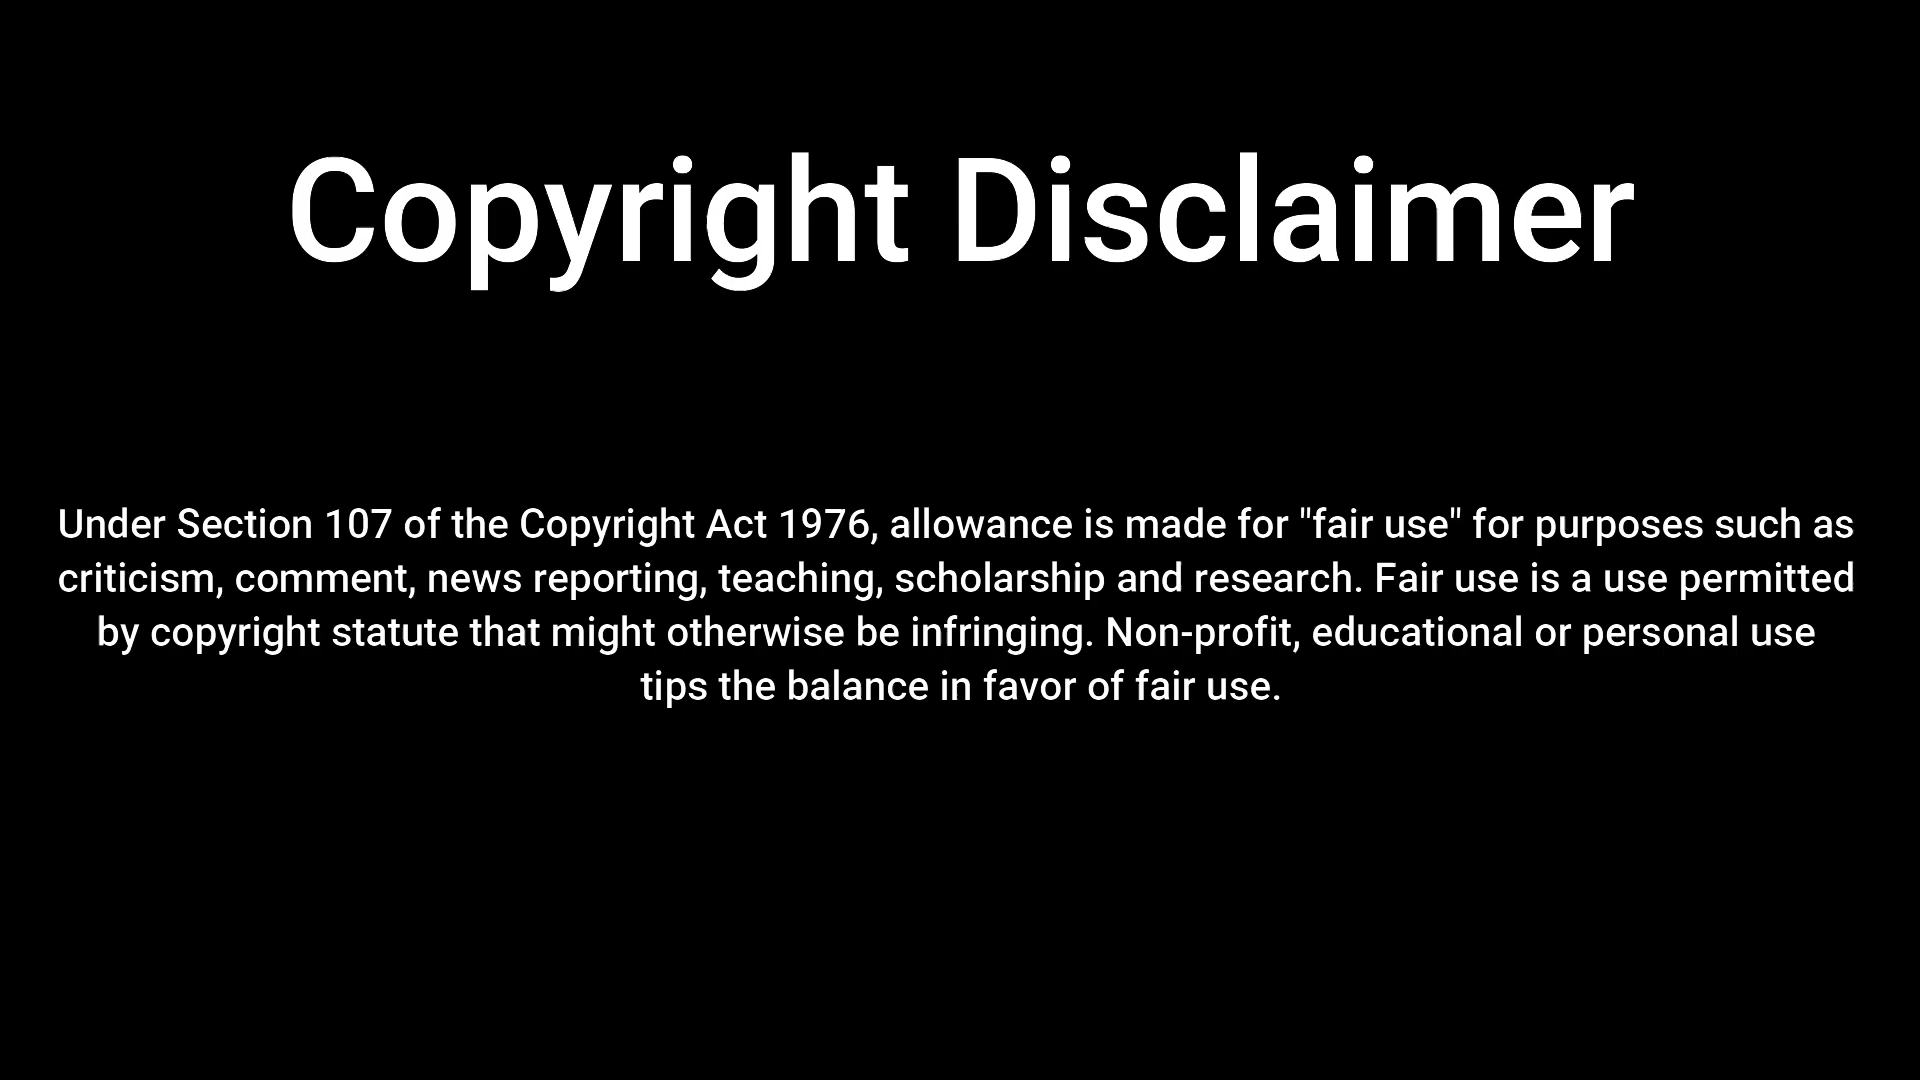 Copyright Disclaimer
Under Section 107 of the Copyright Act 1976, allowance is made for "fair use" for purposes such as
criticism, comment, news reporting, teaching, scholarship and research. Fair use is a use permitted
by copyright statute that might otherwise be infringing. Non-profit, educational or personal use
tips the balance in favor of fair use.